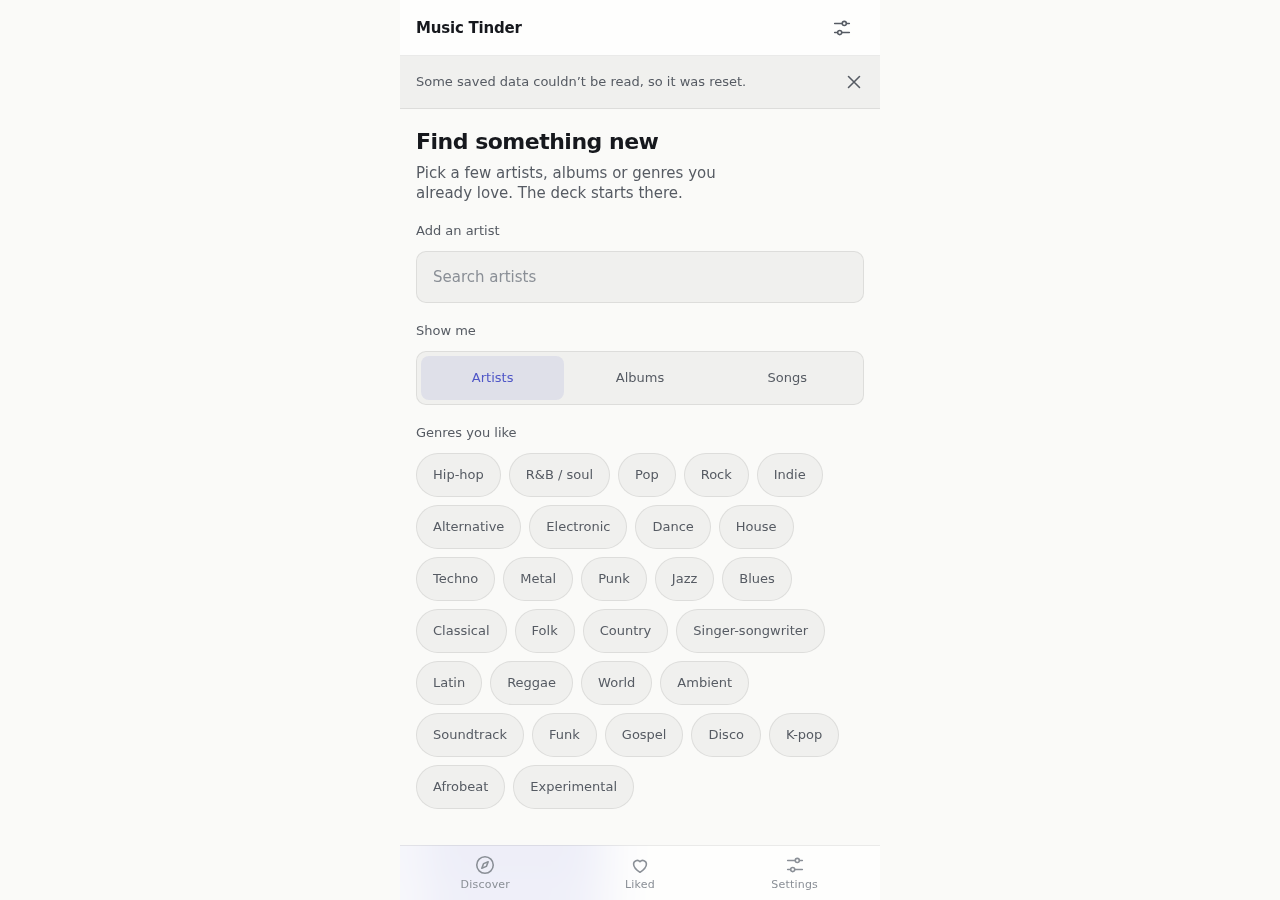 Music Tinder
Some saved data couldn’t be read, so it was reset.
Find something new
Pick a few artists, albums or genres you
already love. The deck starts there.
Add an artist
Search artists
Show me
Artists Albums Songs
Genres you like
Hip-hop R&B / soul Pop Rock Indie
Alternative Electronic Dance House
Techno Metal Punk Jazz Blues
Classical Folk Country Singer-songwriter
Latin Reggae World Ambient
Soundtrack Funk Gospel Disco K-pop
Afrobeat Experimental
Discover Liked Settings